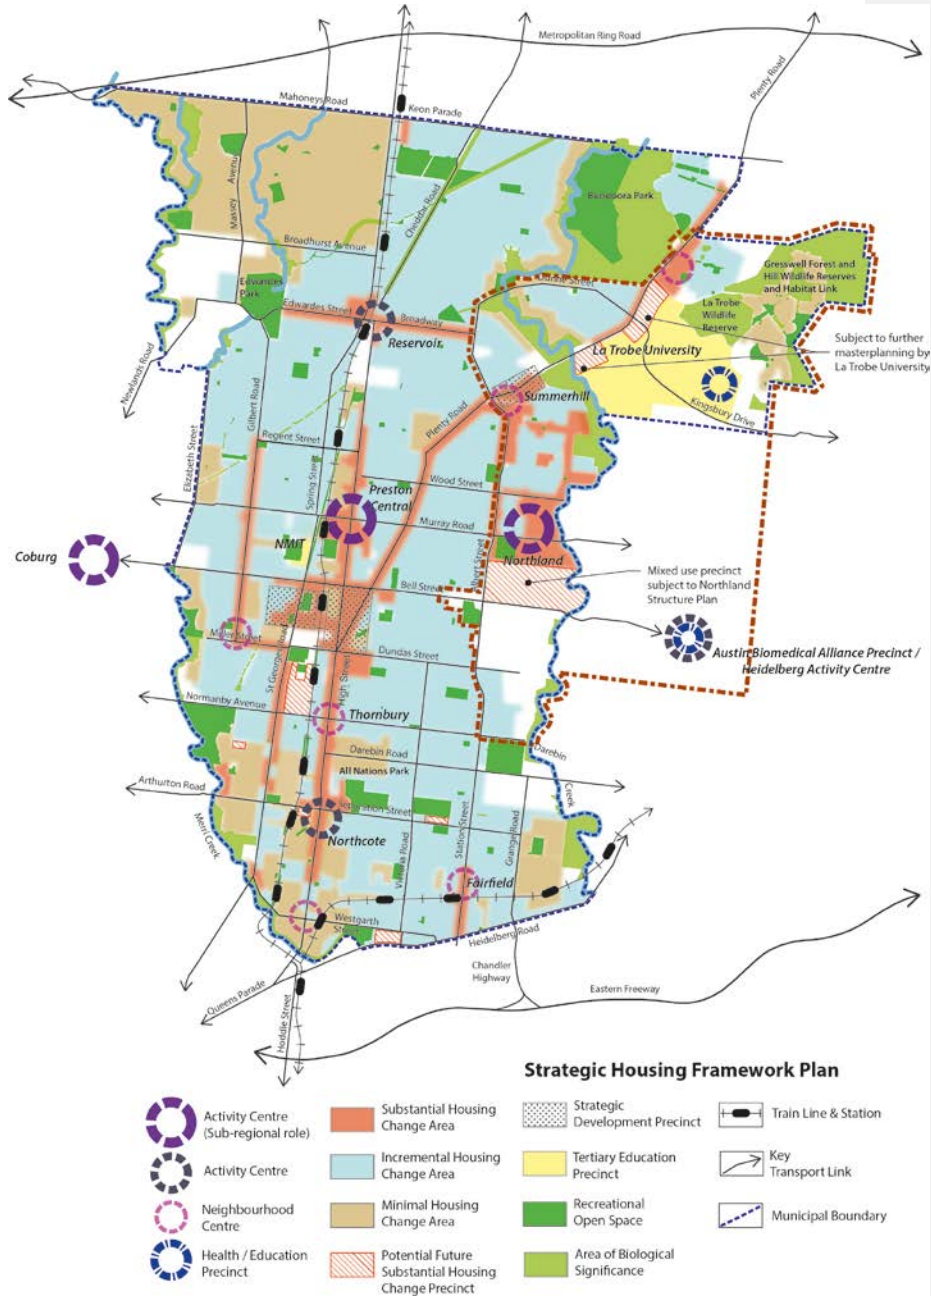 Metropolitan Ring Road
Plenty Road
Mahoneys Road
Keon Parade
Massey Avenue
Cheddar Road
Bundoora Park
Broadhurst Avenue
Gresswell Forest and
Hill Wildlife Reserves
and Habitat Link
Edwardes
Park
Edwardes Street
Broadway
Street
La Trobe
Wildlife
Reserve
Reservoir
La Trobe University
Subject to further
masterplanning by
La Trobe University
Newlands Road
Gilbert Road
Summerhill
Kingsbury Drive
Plenty Road
Elizabeth Street
Regent Street
Spring Street
Wood Street
Preston
Central
Murray Road
NMIT
Northland
Coburg
Albert Street
Bell Street
Mixed use precinct
subject to Northland
Structure Plan
Miller Street
St Georges Road
High Street
Dundas Street
Austin Biomedical Alliance Precinct /
Heidelberg Activity Centre
Normanby Avenue
Thornbury
Darebin Road
Darebin
Creek
All Nations Park
Arthurton Road
Separation Street
Merri Creek
Northcote
Victoria Road
Station Street
Grange Road
Fairfield
Westgarth
Street
Heidelberg Road
Chandler
Highway
Queens Parade
Hoddle Street
Eastern Freeway
Strategic Housing Framework Plan
Activity Centre
(Sub-regional role)
Substantial Housing
Change Area
Strategic
Development Precinct
Train Line & Station
Activity Centre
Incremental Housing
Change Area
Tertiary Education
Precinct
Key
Transport Link
Neighbourhood
Centre
Minimal Housing
Change Area
Recreational
Open Space
Municipal Boundary
Health / Education
Precinct
Potential Future
Substantial Housing
Change Precinct
Area of Biological
Significance